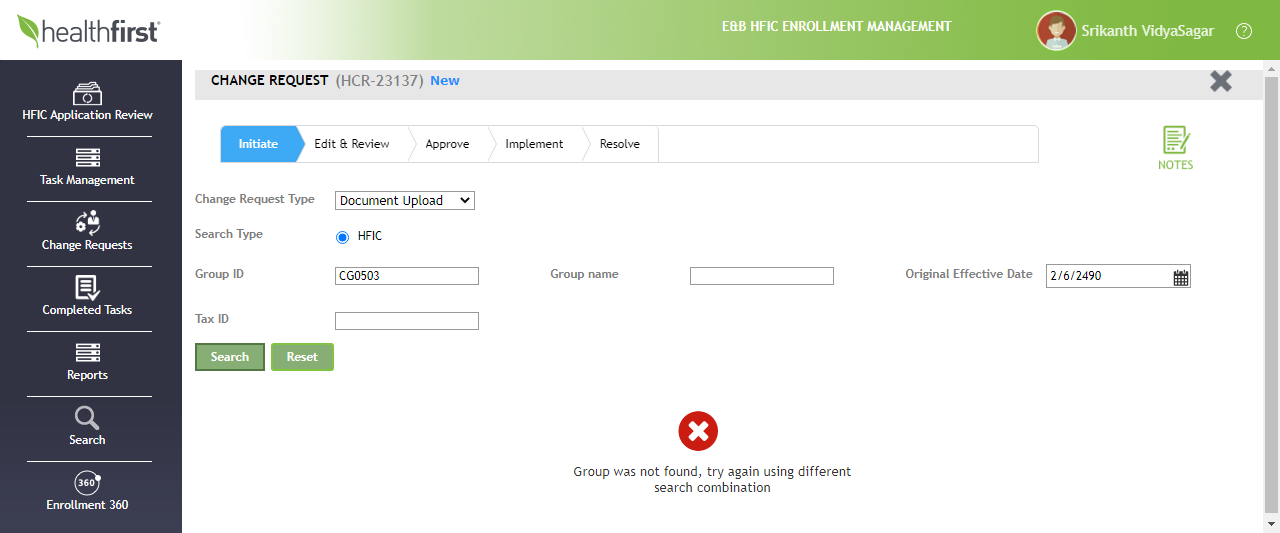 healthfirst
E&B HFIC ENROLLMENT MANAGEMENT
Srikanth VidyaSagar
?
HFIC Application Review
Task Management
Change Requests
Completed Tasks
Reports
Search
360
Enrollment 360
CHANGE REQUEST (HCR-23137) New
Initiate Edit & Review Approve Implement Resolve
NOTES
Change Request Type Document Upload
Search Type HFIC
Group ID CG0503 Group name Original Effective Date 2/6/2490
Tax ID
Search Reset
Group was not found, try again using different
search combination